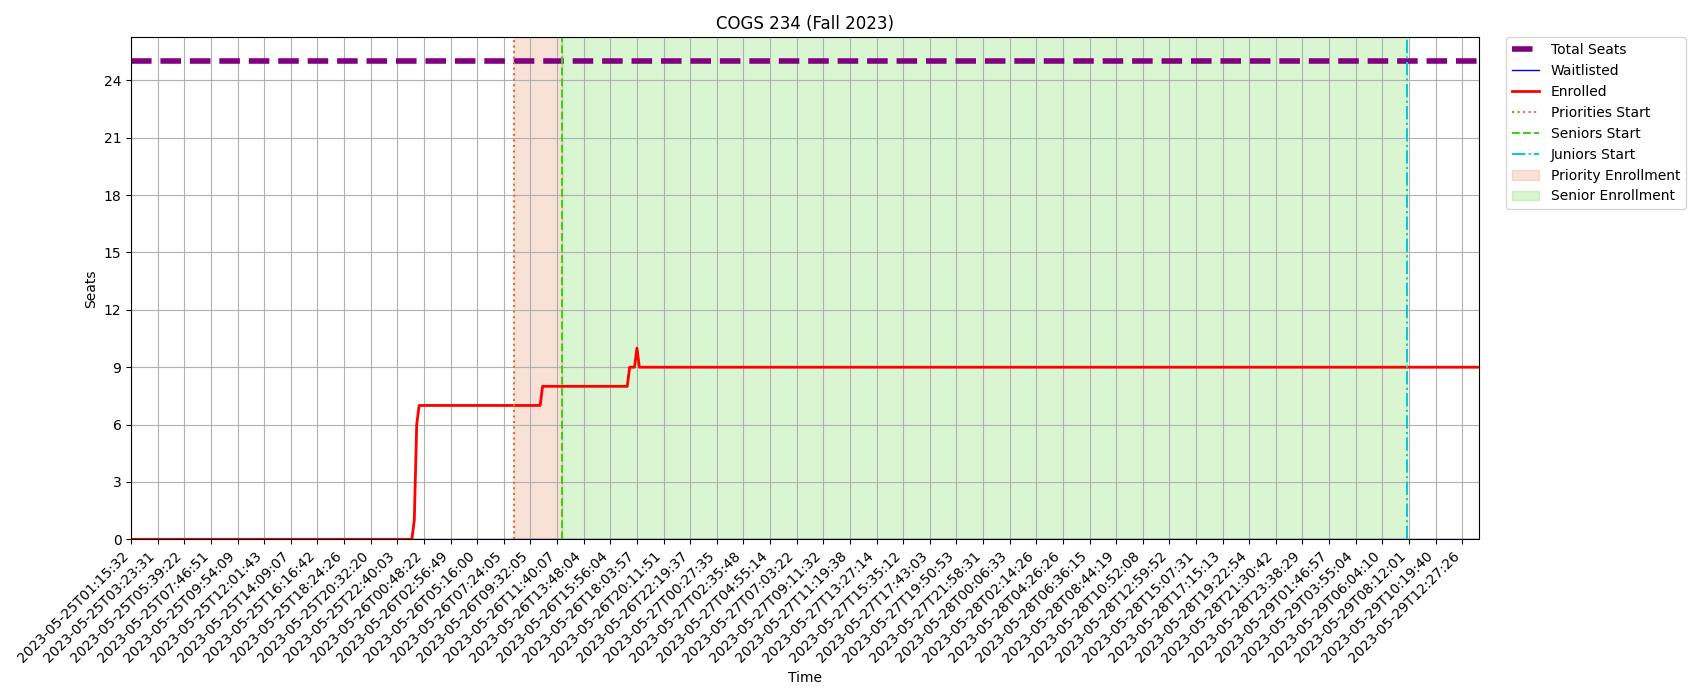 COGS 234 (Fall 2023)
Total Seats
Waitlisted
Enrolled
Priorities Start
Seniors Start
Juniors Start
Priority Enrollment
Senior Enrollment
Seats
24
21
18
15
12
9
6
3
0
2023-05-25T01:15:32
2023-05-25T03:23:31
2023-05-25T05:39:22
2023-05-25T07:46:51
2023-05-25T09:54:09
2023-05-25T12:01:43
2023-05-25T14:09:07
2023-05-25T16:16:42
2023-05-25T18:24:26
2023-05-25T20:32:20
2023-05-25T22:40:03
2023-05-26T00:48:22
2023-05-26T02:56:49
2023-05-26T05:16:00
2023-05-26T07:24:05
2023-05-26T09:32:05
2023-05-26T11:40:07
2023-05-26T13:48:04
2023-05-26T15:56:04
2023-05-26T18:03:57
2023-05-26T20:11:51
2023-05-26T22:19:37
2023-05-27T00:27:35
2023-05-27T02:35:48
2023-05-27T04:55:14
2023-05-27T07:03:22
2023-05-27T09:11:32
2023-05-27T11:19:38
2023-05-27T13:27:14
2023-05-27T15:35:12
2023-05-27T17:43:03
2023-05-27T19:50:53
2023-05-27T21:58:31
2023-05-28T00:06:33
2023-05-28T02:14:26
2023-05-28T04:26:26
2023-05-28T06:36:15
2023-05-28T08:44:19
2023-05-28T10:52:08
2023-05-28T12:59:52
2023-05-28T15:07:31
2023-05-28T17:15:13
2023-05-28T19:22:54
2023-05-28T21:30:42
2023-05-28T23:38:29
2023-05-29T01:46:57
2023-05-29T03:55:04
2023-05-29T06:04:10
2023-05-29T08:12:01
2023-05-29T10:19:40
2023-05-29T12:27:26
Time